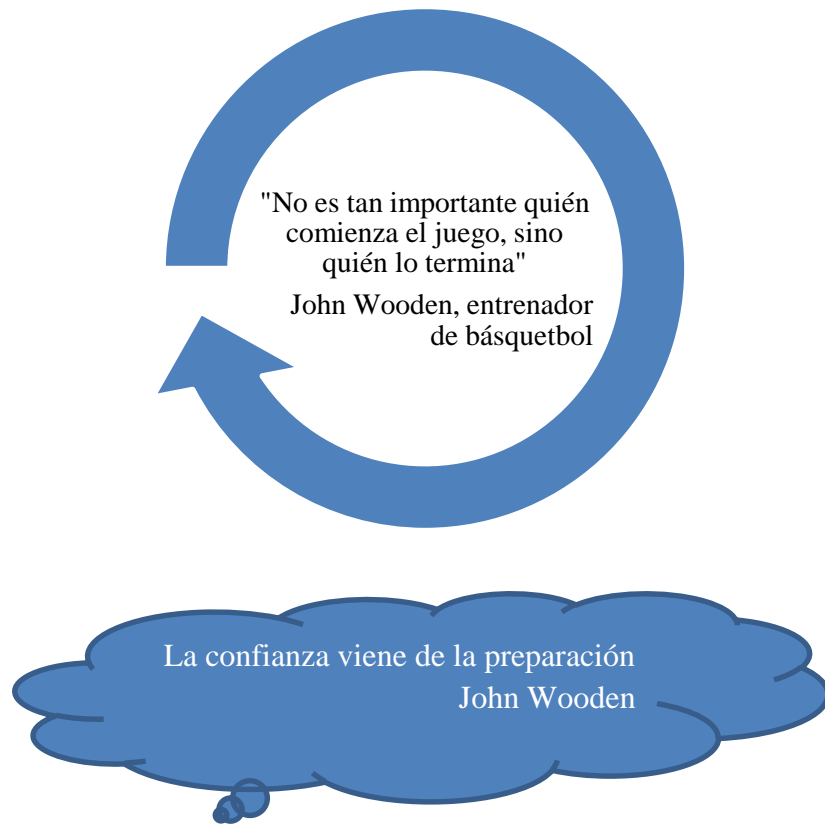 "No es tan importante quién
comienza el juego, sino
quién lo termina"
John Wooden, entrenador
de básquetbol
La confianza viene de la preparación
John Wooden